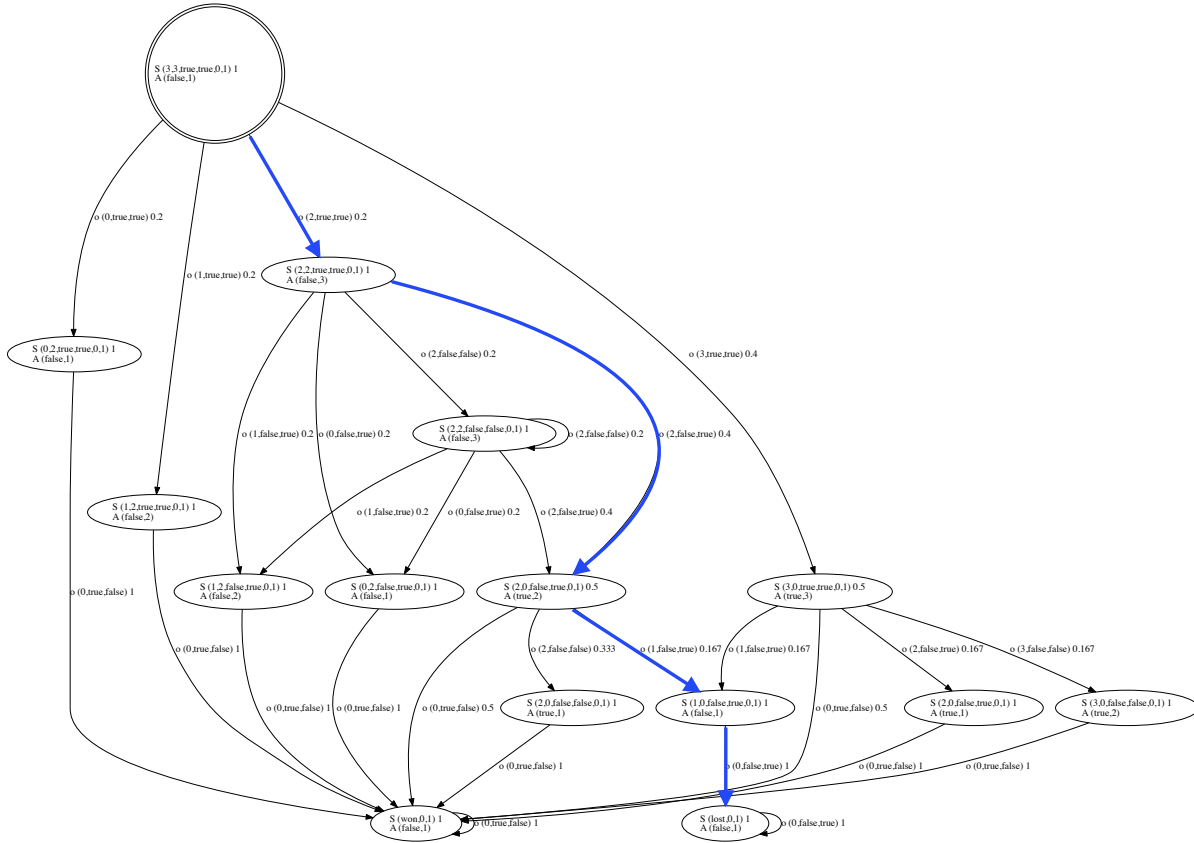 S (3,3,true,true,0,1) 1
A (false,1)
o (0,true,true) 0.2
o (2,true,true) 0.2
o (1,true,true) 0.2
S (2,2,true,true,0,1) 1
A (false,3)
S (0,2,true,true,0,1) 1
A (false,1)
o (2,false,false) 0.2
o (3,true,true) 0.4
o (1,false,true) 0.2
o (0,false,true) 0.2
S (2,2,false,false,0,1) 1
A (false,3)
o (2,false,false) 0.2
o (2,false,true) 0.4
S (1,2,true,true,0,1) 1
A (false,2)
o (1,false,true) 0.2
o (0,false,true) 0.2
o (2,false,true) 0.4
o (0,true,false) 1
S (1,2,false,true,0,1) 1
A (false,2)
S (0,2,false,true,0,1) 1
A (false,1)
S (2,0,false,true,0,1) 0.5
A (true,2)
S (3,0,true,true,0,1) 0.5
A (true,3)
o (0,true,false) 1
o (2,false,false) 0.333
o (1,false,true) 0.167
o (1,false,true) 0.167
o (2,false,true) 0.167
o (3,false,false) 0.167
o (0,true,false) 1
o (0,true,false) 1
o (0,true,false) 0.5
S (2,0,false,false,0,1) 1
A (true,1)
S (1,0,false,true,0,1) 1
A (false,1)
o (0,true,false) 0.5
S (2,0,false,true,0,1) 1
A (true,1)
S (3,0,false,false,0,1) 1
A (true,2)
o (0,true,false) 1
o (0,false,true) 1
o (0,true,false) 1
o (0,true,false) 1
S (won,0,1) 1
A (false,1)
o (0,true,false) 1
S (lost,0,1) 1
A (false,1)
o (0,false,true) 1